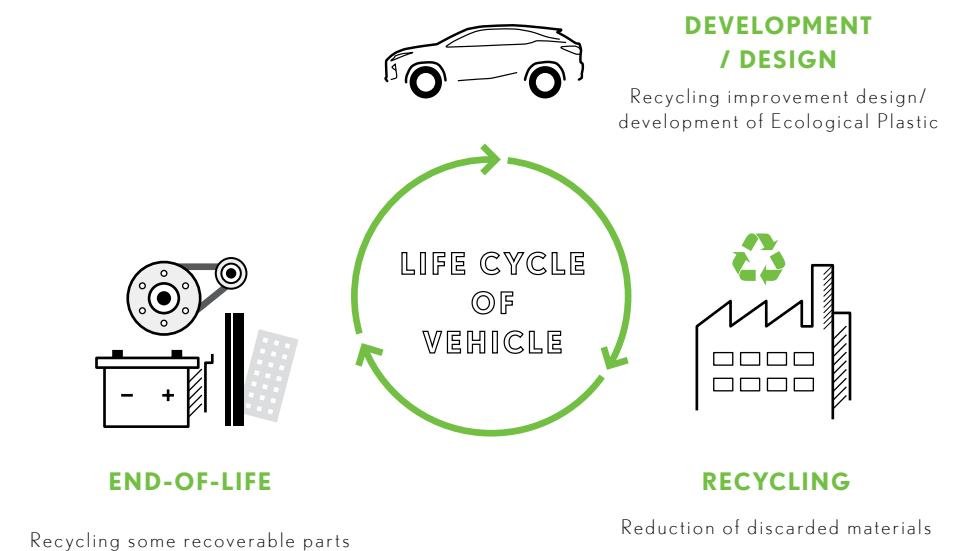 DEVELOPMENT
/ DESIGN
Recycling improvement design/
development of Ecological Plastic
LIFE CYCLE
OF
VEHICLE
END-OF-LIFE
Recycling some recoverable parts
RECYCLING
Reduction of discarded materials